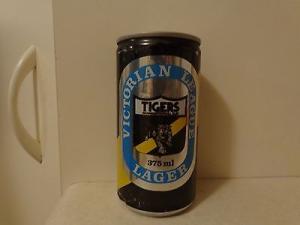 VICTORIAN LEAGUE
TIGERS
375 ml
LAGER